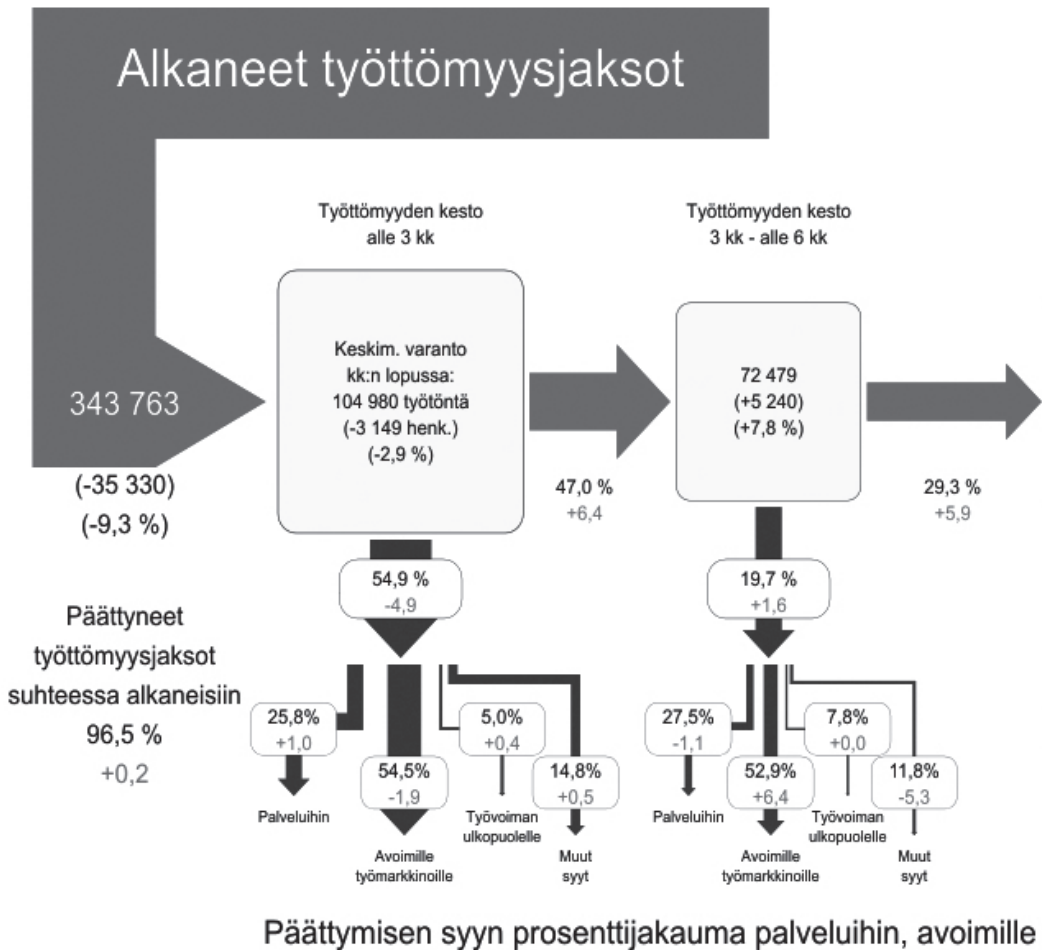 Alkaneet työttömyysjaksot
Työttömyyden kesto
alle 3 kk
Työttömyyden kesto
3 kk - alle 6 kk
343 763
(-35 330)
(-9,3 %)
Keskim. varanto
kk:n lopussa:
104 980 työtöntä
(-3 149 henk.)
(-2,9 %)
47,0 %
+6,4
72 479
(+5 240)
(+7,8 %)
29,3 %
+5,9
54,9 %
-4,9
19,7 %
+1,6
Päättyneet
työttömyysjaksot
suhteessa alkaneisiin
96,5 %
+0,2
25,8%
+1,0
Palveluihin
54,5%
-1,9
Avoimille
työmarkkinoille
5,0%
+0,4
Työvoiman
ulkopuolelle
14,8%
+0,5
Muut
syyt
27,5%
-1,1
Palveluihin
52,9%
+6,4
Avoimille
työmarkkinoille
7,8%
+0,0
Työvoiman
ulkopuolelle
11,8%
-5,3
Muut
syyt
Päättymisen syyn prosenttijakauma palveluihin, avoimille